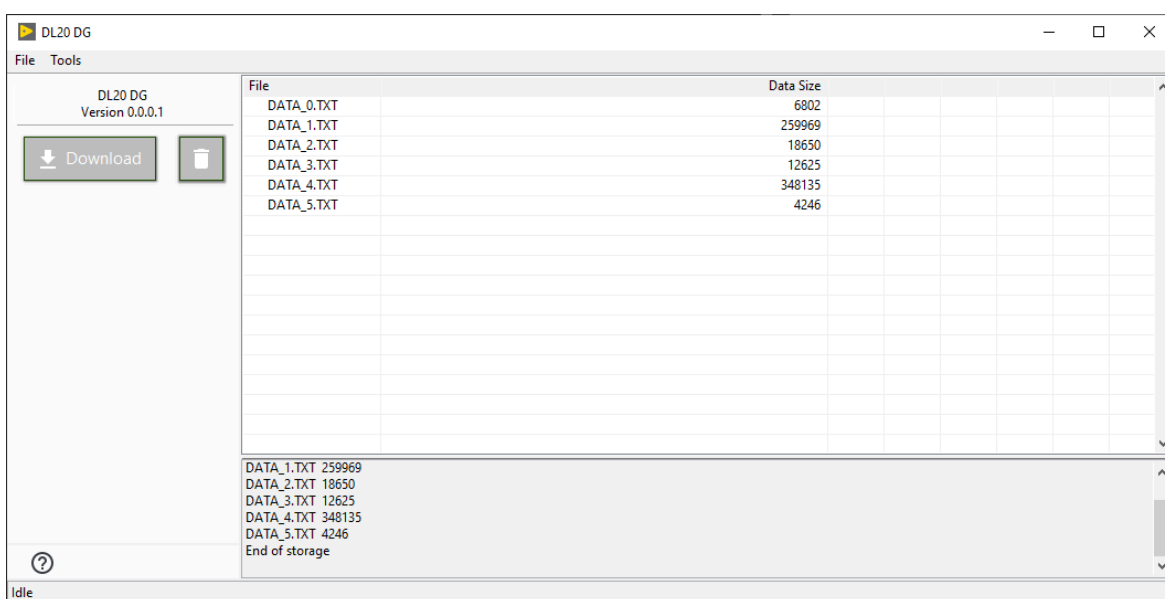 DL20 DG
File Tools
DL20 DG
Version 0.0.0.1
Download
File Data Size
DATA_0.TXT 6802
DATA_1.TXT 259969
DATA_2.TXT 18650
DATA_3.TXT 12625
DATA_4.TXT 348135
DATA_5.TXT 4246
DATA_1.TXT 259969
DATA_2.TXT 18650
DATA_3.TXT 12625
DATA_4.TXT 348135
DATA_5.TXT 4246
End of storage
Idle